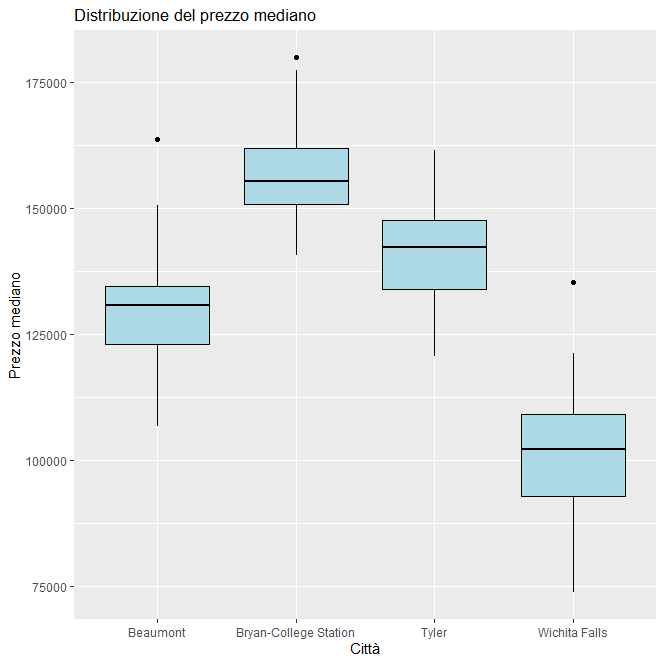 Distribuzione del prezzo mediano
175000
150000
125000
100000
75000
Prezzo mediano
Beaumont
Bryan-College Station
Tyler
Wichita Falls
Città